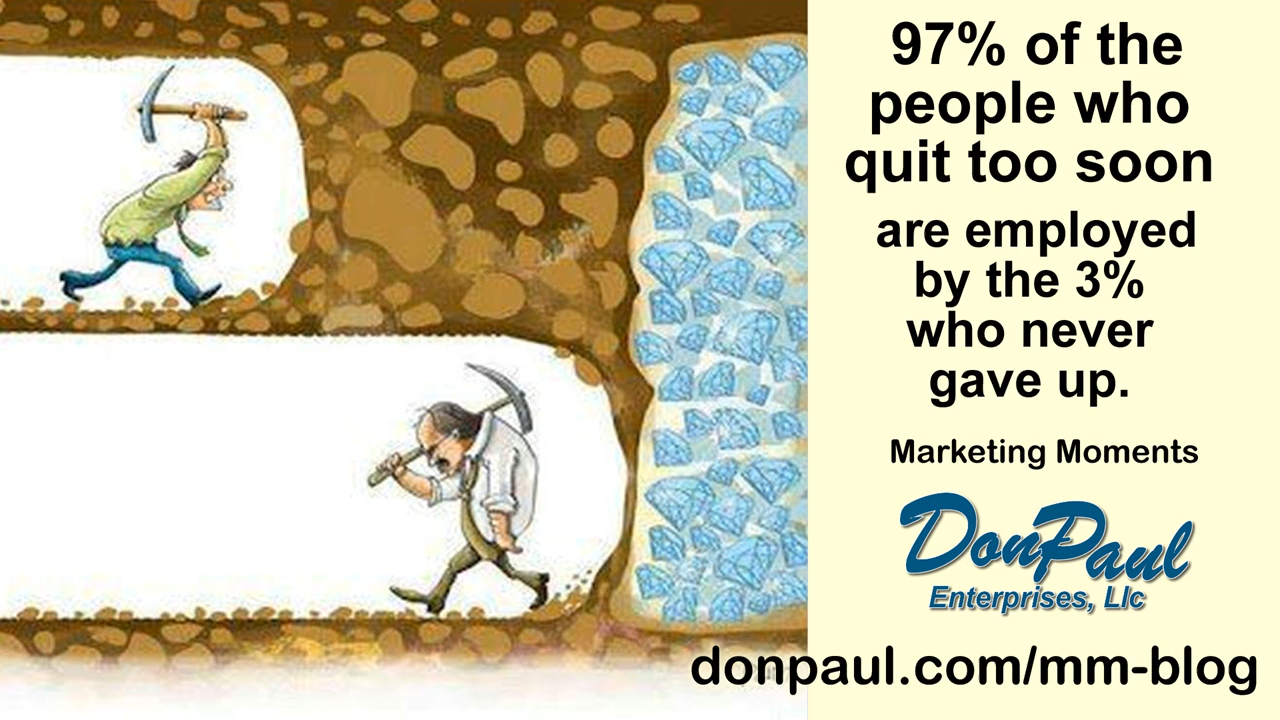 97% of the
people who
quit too soon
are employed
by the 3%
who never
gave up.
Marketing Moments
DonPaul
Enterprises, Llc
donpaul.com/mm-blog